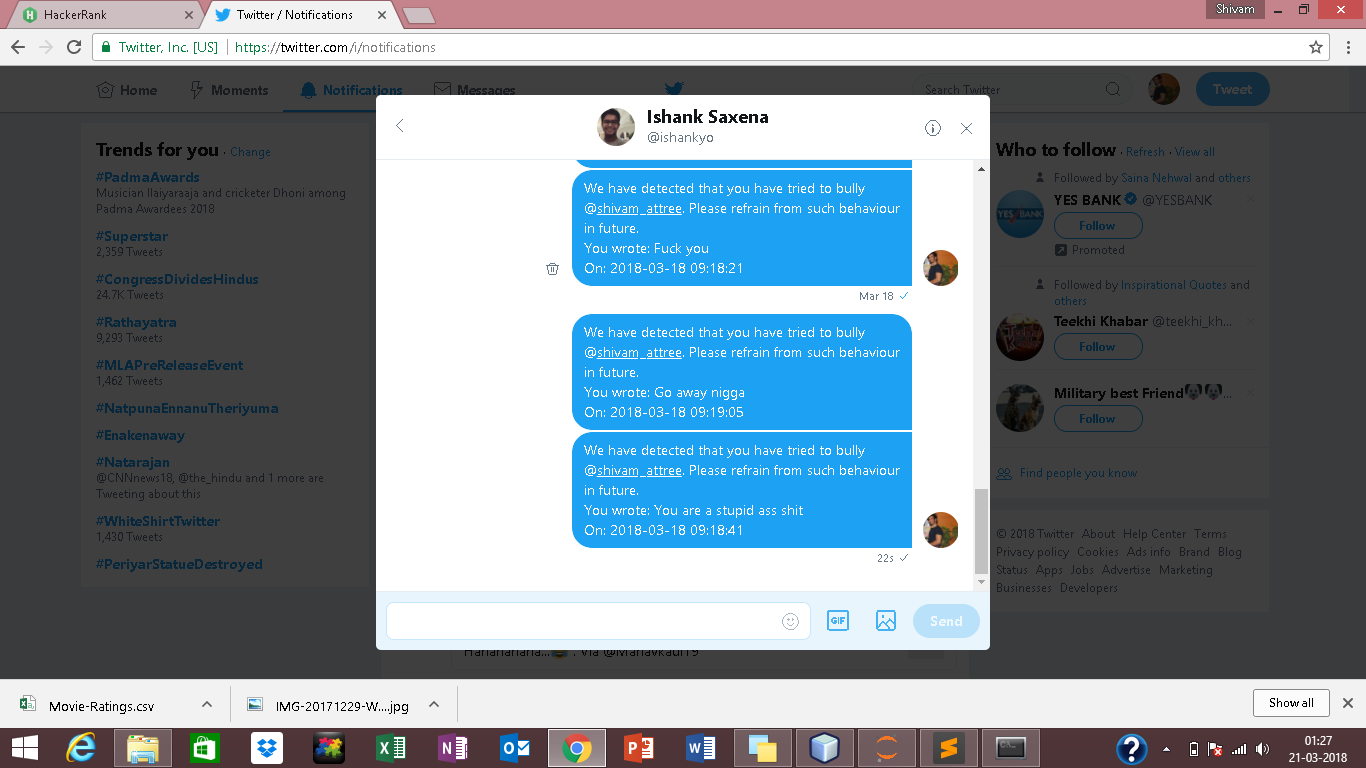 HackerRank
Twitter / Notifications
Shivam
Twitter, Inc. [US]
https://twitter.com/i/notifications
Home
Moments
Notifications
Messages
Search Twitter
Tweet
Trends for you · Change
#PadmaAwards
Musician Ilaiyaraaja and cricketer Dhoni among
Padma Awardees 2018
#Superstar
2,359 Tweets
#CongressDividesHindus
24.7K Tweets
#Rathayatra
9,293 Tweets
#MLAPreReleaseEvent
1,462 Tweets
#NatpunaEnnanuTheriyuma
#Enakenaway
#Natarajan
@CNNnews18, @the_hindu and 1 more are
Tweeting about this
#WhiteShirtTwitter
1,430 Tweets
#PeriyarStatueDestroyed
Ishank Saxena
@ishankyo
We have detected that you have tried to bully
@shivam_attree. Please refrain from such behaviour
in future.
You wrote: Fuck you
On: 2018-03-18 09:18:21
Mar 18
We have detected that you have tried to bully
@shivam_attree. Please refrain from such behaviour
in future.
You wrote: Go away nigga
On: 2018-03-18 09:19:05
We have detected that you have tried to bully
@shivam_attree. Please refrain from such behaviour
in future.
You wrote: You are a stupid ass shit
On: 2018-03-18 09:18:41
22s
GIF
Send
Who to follow · Refresh · View all
Followed by Saina Nehwal and others
YES BANK @YESBANK
YES BANK
Follow
Promoted
Followed by Inspirational Quotes and
others
Teekhi Khabar @teekhi_kh...
Follow
Military best Friend ...
Follow
Find people you know
© 2018 Twitter About Help Center Terms
Privacy policy Cookies Ads info Brand Blog
Status Apps Jobs Advertise Marketing
Businesses Developers
Movie-Ratings.csv
IMG-20171229-W....jpg
Show all
01:27
21-03-2018